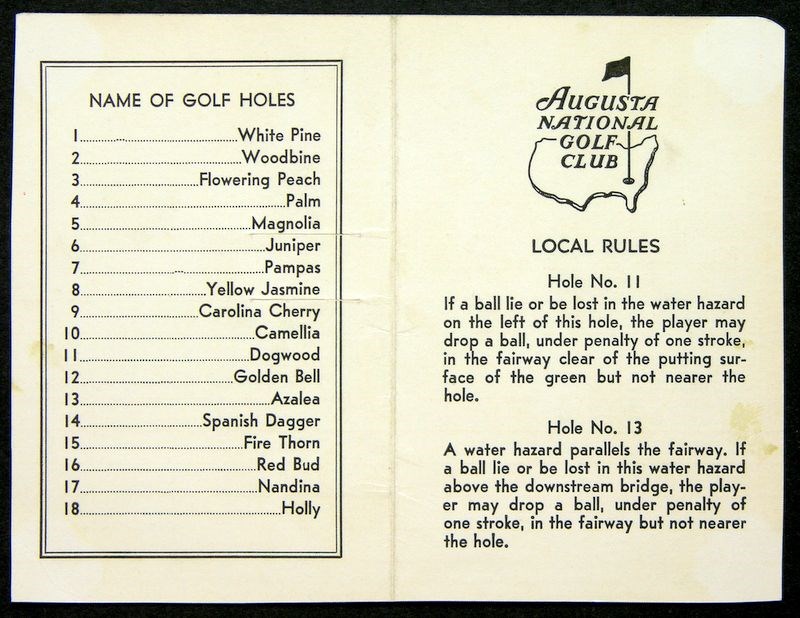 NAME OF GOLF HOLES
1 White Pine
2 Woodbine
3 Flowering Peach
4 Palm
5 Magnolia
6 Juniper
7 Pampas
8 Yellow Jasmine
9 Carolina Cherry
10 Camellia
11 Dogwood
12 Golden Bell
13 Azalea
14 Spanish Dagger
15 Fire Thorn
16 Red Bud
17 Nandina
18 Holly
AUGUSTA
NATIONAL
GOLF
CLUB
LOCAL RULES
Hole No. 11
If a ball lie or be lost in the water hazard
on the left of this hole, the player may
drop a ball, under penalty of one stroke,
in the fairway clear of the putting sur-
face of the green but not nearer the
hole.
Hole No. 13
A water hazard parallels the fairway. If
a ball lie or be lost in this water hazard
above the downstream bridge, the play-
er may drop a ball, under penalty of
one stroke, in the fairway but not nearer
the hole.